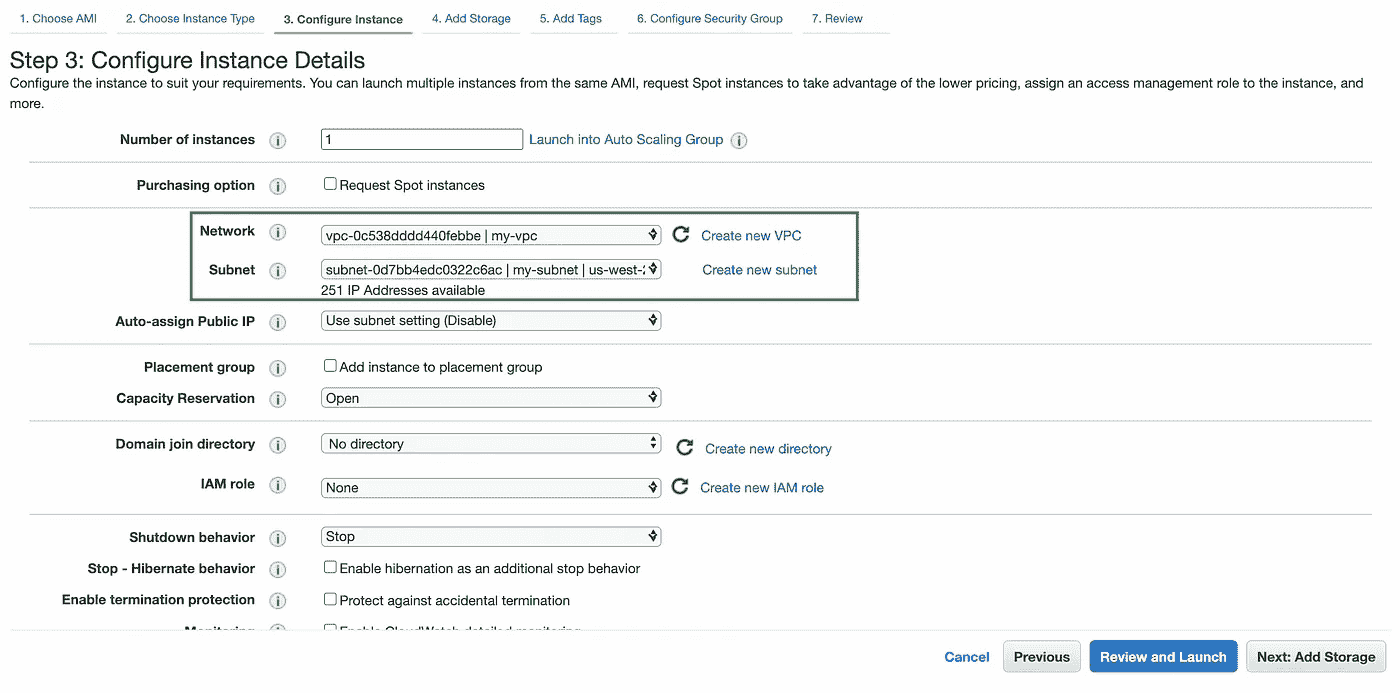 1. Choose AMI 2. Choose Instance Type 3. Configure Instance 4. Add Storage 5. Add Tags 6. Configure Security Group 7. Review
Step 3: Configure Instance Details
Configure the instance to suit your requirements. You can launch multiple instances from the same AMI, request Spot instances to take advantage of the lower pricing, assign an access management role to the instance, and
more.
Number of instances i 1 Launch into Auto Scaling Group i
Purchasing option i Request Spot instances
Network i vpc-0c538dddd440febbe | my-vpc Create new VPC
Subnet i subnet-0d7bb4edc0322c6ac | my-subnet | us-west-2 Create new subnet
251 IP Addresses available
Auto-assign Public IP i Use subnet setting (Disable)
Placement group i Add instance to placement group
Capacity Reservation i Open
Domain join directory i No directory Create new directory
IAM role i None Create new IAM role
Shutdown behavior i Stop
Stop - Hibernate behavior i Enable hibernation as an additional stop behavior
Enable termination protection i Protect against accidental termination
Monitoring i Enable CloudWatch detailed monitoring
Cancel Previous Review and Launch Next: Add Storage